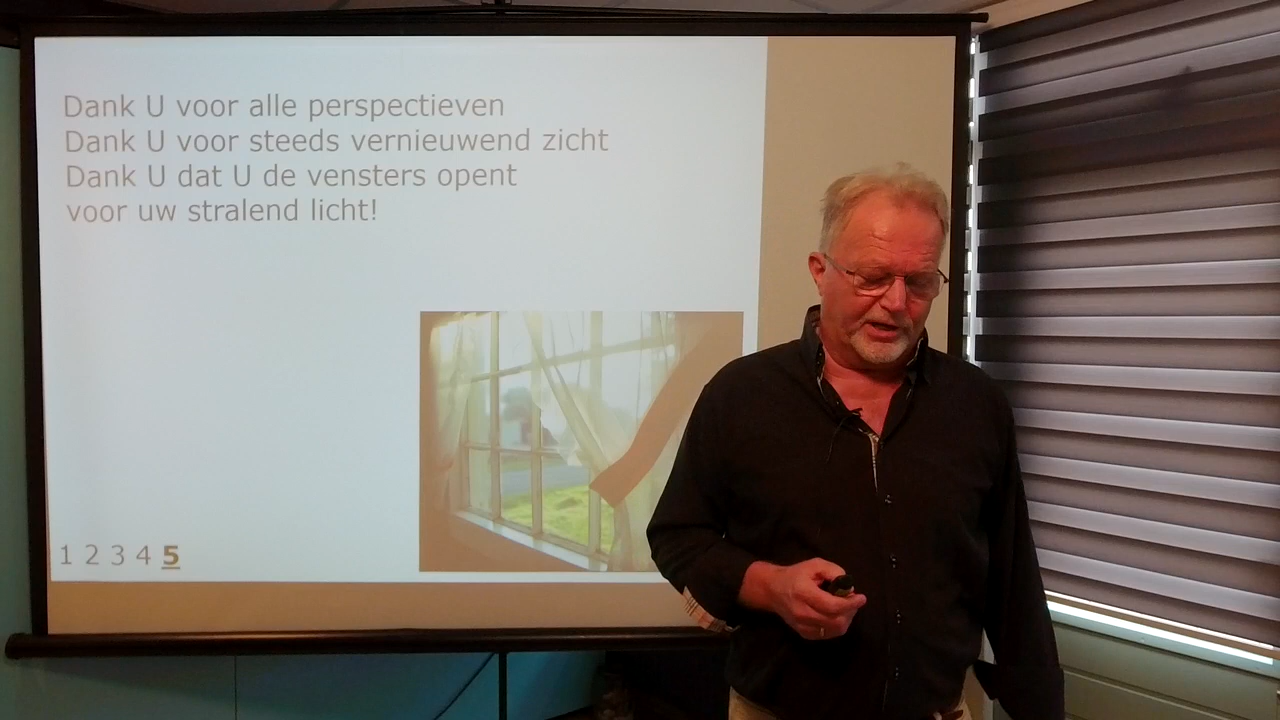 Dank U voor alle perspectieven
Dank U voor steeds vernieuwend zicht
Dank U dat U de vensters opent
voor uw stralend licht!
1 2 3 4 5